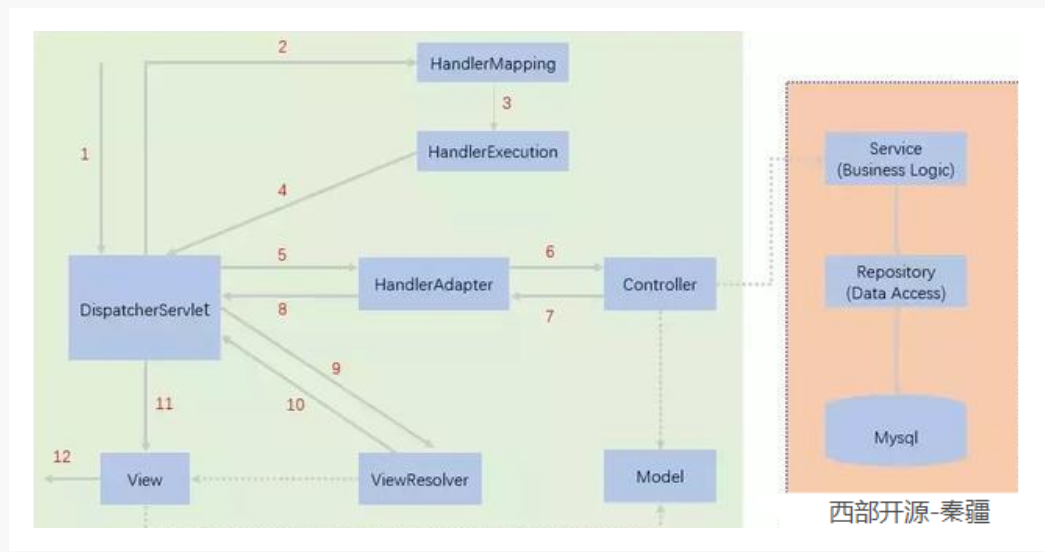 2
HandlerMapping
3
1
HandlerExecution
Service
(Business Logic)
4
5
6
HandlerAdapter
Controller
Repository
(Data Access)
DispatcherServlet
8
7
9
10
11
Mysql
12
View
ViewResolver
Model
西部开源-秦疆